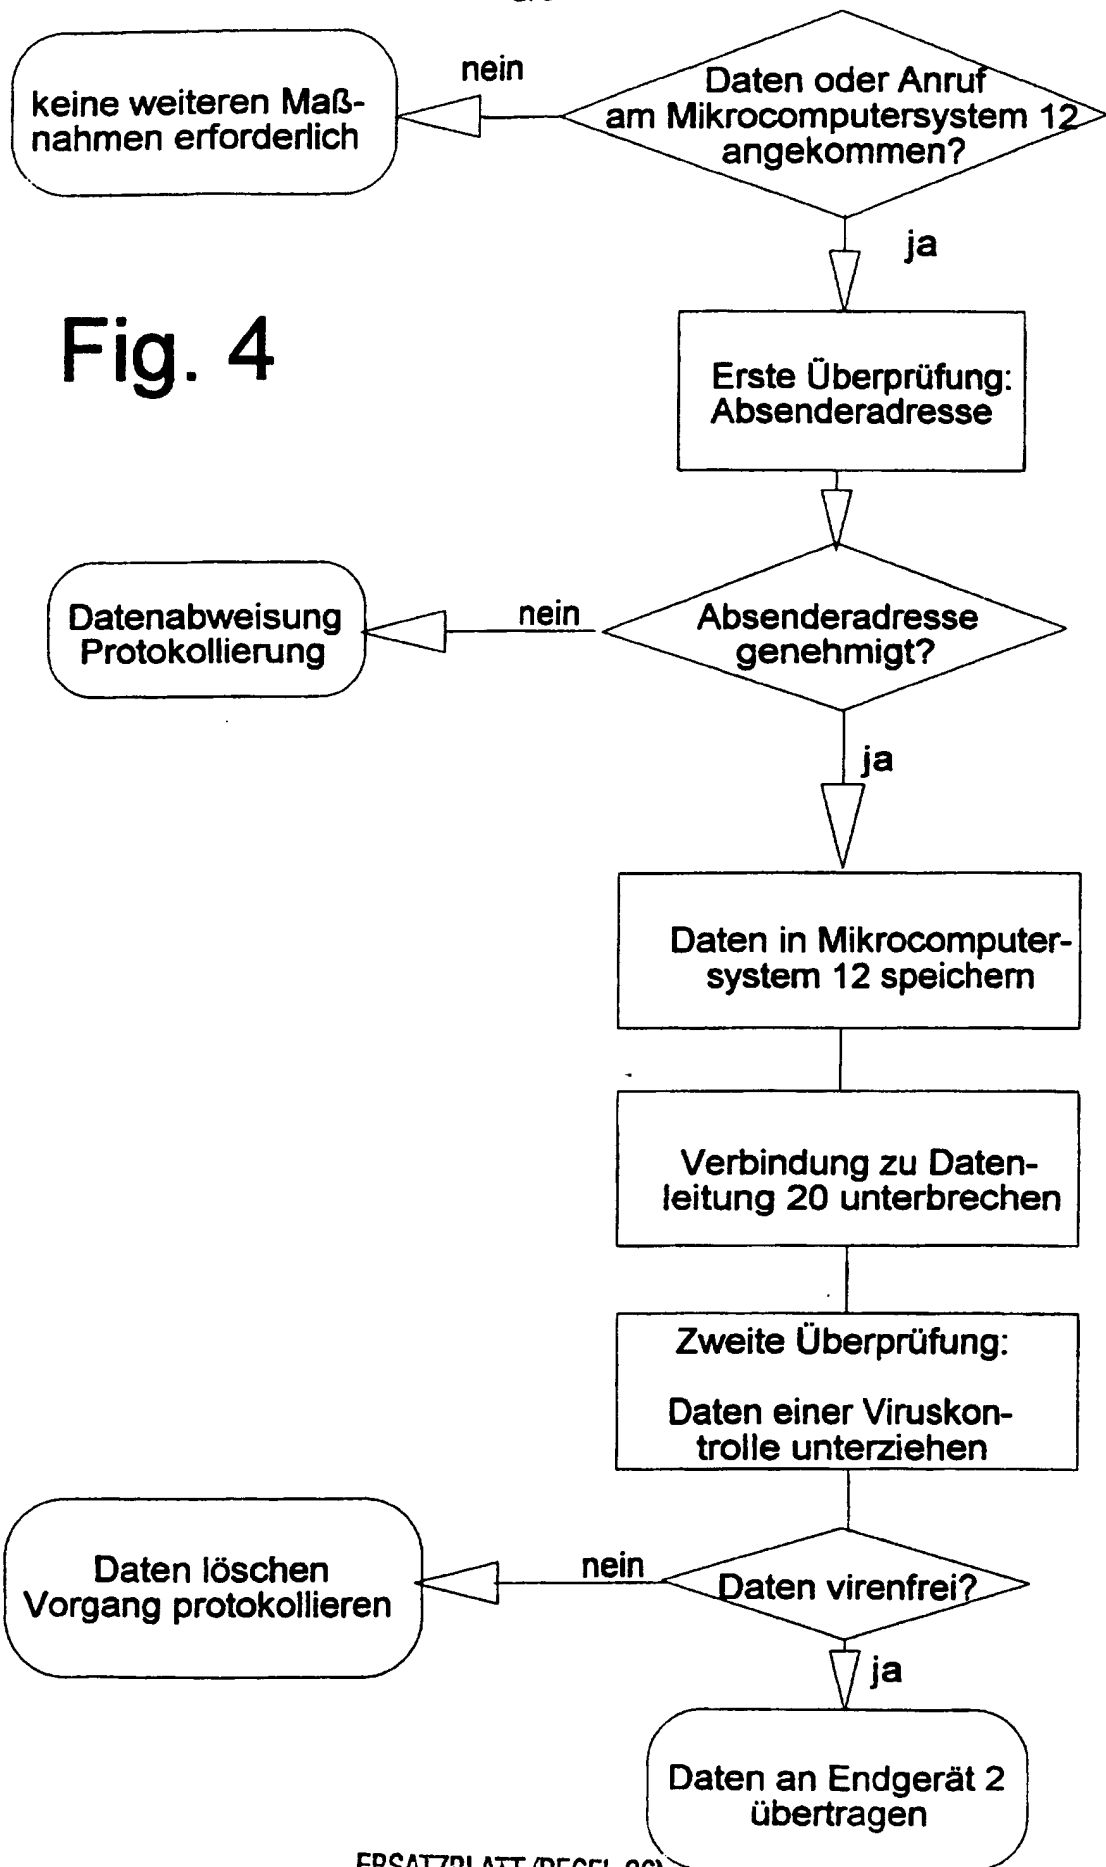 nein
Daten oder Anruf
am Mikrocomputersystem 12
angekommen?
keine weiteren Maß-
nahmen erforderlich
ja
Fig. 4
Erste Überprüfung:
Absenderadresse
Datenabweisung
Protokollierung
nein
Absenderadresse
genehmigt?
ja
Daten in Mikrocomputer-
system 12 speichern
Verbindung zu Daten-
leitung 20 unterbrechen
Zweite Überprüfung:
Daten einer Viruskon-
trolle unterziehen
Daten löschen
Vorgang protokollieren
nein
Daten virenfrei?
ja
Daten an Endgerät 2
übertragen